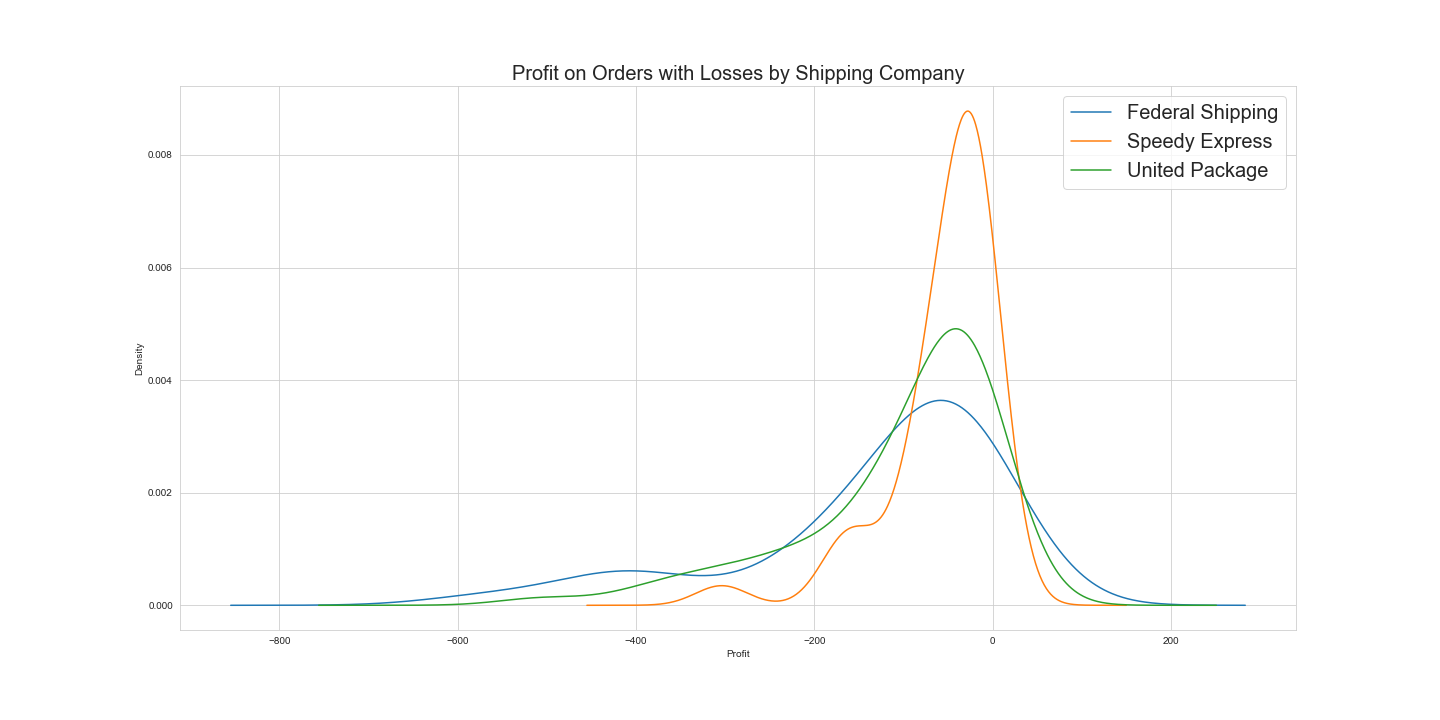 Profit on Orders with Losses by Shipping Company
Federal Shipping
Speedy Express
United Package
0.008
0.006
0.004
0.002
0.000
Density
−800
−600
−400
−200
0
200
Profit